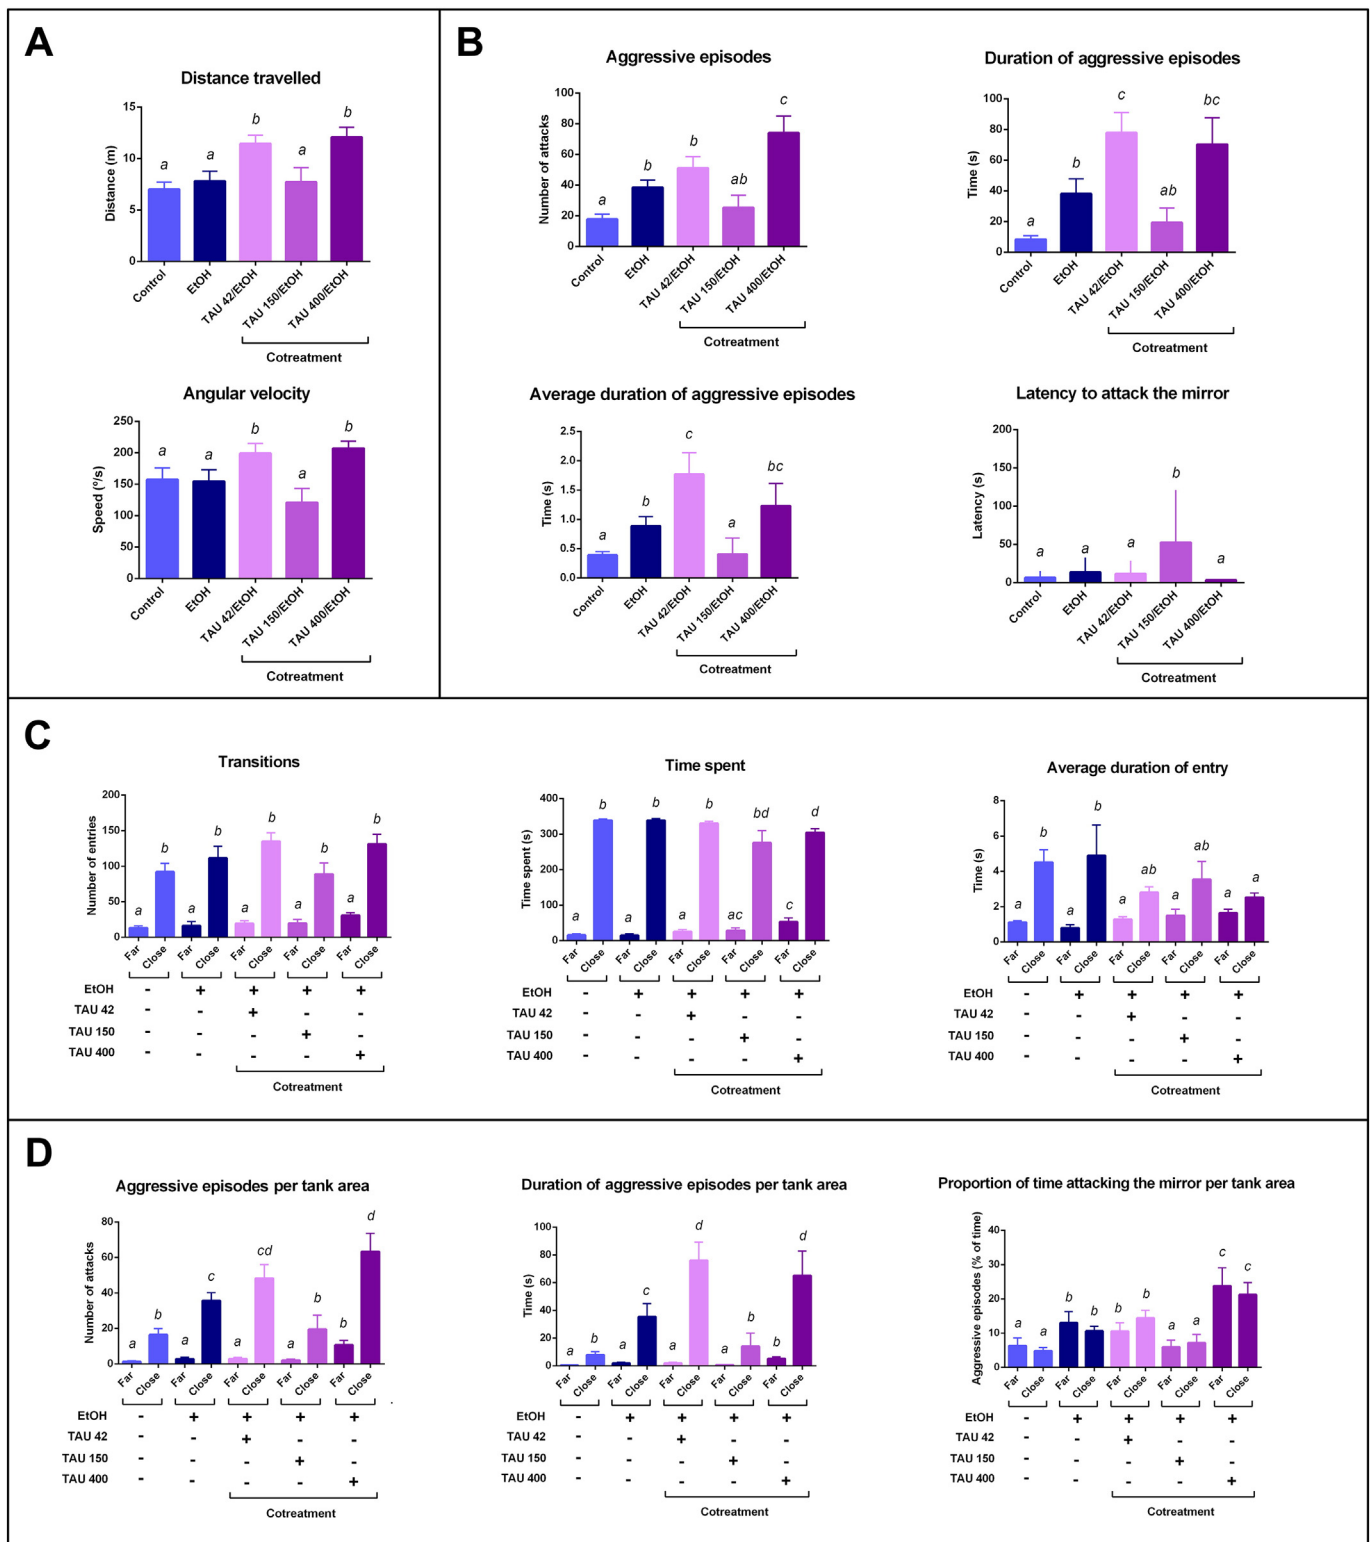 A
Distance travelled
Distance (m)
15
10
5
0
a
a
b
a
b
Control
EtOH
TAU 42/EtOH
TAU 150/EtOH
TAU 400/EtOH
Cotreatment
Angular velocity
Speed (º/s)
250
200
150
100
50
0
a
a
b
a
b
Control
EtOH
TAU 42/EtOH
TAU 150/EtOH
TAU 400/EtOH
Cotreatment
B
Aggressive episodes
Number of attacks
100
80
60
40
20
0
a
b
b
ab
c
Control
EtOH
TAU 42/EtOH
TAU 150/EtOH
TAU 400/EtOH
Cotreatment
Duration of aggressive episodes
Time (s)
100
80
60
40
20
0
a
b
c
ab
bc
Control
EtOH
TAU 42/EtOH
TAU 150/EtOH
TAU 400/EtOH
Cotreatment
Average duration of aggressive episodes
Time (s)
2.5
2.0
1.5
1.0
0.5
0.0
a
b
c
a
bc
Control
EtOH
TAU 42/EtOH
TAU 150/EtOH
TAU 400/EtOH
Cotreatment
Latency to attack the mirror
Latency (s)
200
150
100
50
0
a
a
a
b
a
Control
EtOH
TAU 42/EtOH
TAU 150/EtOH
TAU 400/EtOH
Cotreatment
C
Transitions
Number of entries
200
150
100
50
0
a b a b a b a b a b
Far Close Far Close Far Close Far Close Far Close
EtOH - + + + +
TAU 42 - - + - -
TAU 150 - - - + -
TAU 400 - - - - +
Cotreatment
Time spent
Time spent (s)
400
300
200
100
0
a b a b a b ac bd c d
Far Close Far Close Far Close Far Close Far Close
EtOH - + + + +
TAU 42 - - + - -
TAU 150 - - - + -
TAU 400 - - - - +
Cotreatment
Average duration of entry
Time (s)
8
6
4
2
0
a b a b a ab a ab a a
Far Close Far Close Far Close Far Close Far Close
EtOH - + + + +
TAU 42 - - + - -
TAU 150 - - - + -
TAU 400 - - - - +
Cotreatment
D
Aggressive episodes per tank area
Number of attacks
80
60
40
20
0
a b a c a cd a b b d
Far Close Far Close Far Close Far Close Far Close
EtOH - + + + +
TAU 42 - - + - -
TAU 150 - - - + -
TAU 400 - - - - +
Cotreatment
Duration of aggressive episodes per tank area
Time (s)
100
80
60
40
20
0
a b a c a d a b b d
Far Close Far Close Far Close Far Close Far Close
EtOH - + + + +
TAU 42 - - + - -
TAU 150 - - - + -
TAU 400 - - - - +
Cotreatment
Proportion of time attacking the mirror per tank area
Aggressive episodes (% of time)
40
30
20
10
0
a a b b b b a a c c
Far Close Far Close Far Close Far Close Far Close
EtOH - + + + +
TAU 42 - - + - -
TAU 150 - - - + -
TAU 400 - - - - +
Cotreatment